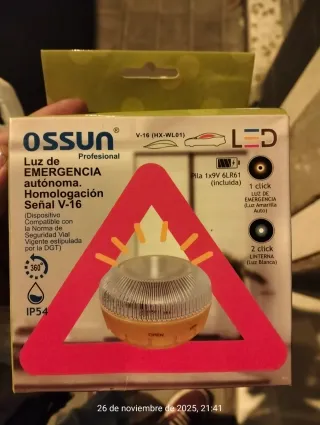 OSSUN®
Profesional
V-16 (HX-WL01)
LED
Luz de
EMERGENCIA
autónoma.
Homologación
Señal V-16
(Dispositivo
Compatible con
la Norma de
Seguridad Vial
Vigente estipulada
por la DGT)
Pila 1x9V 6LR61
(incluida)
1 click
LUZ DE
EMERGENCIA
(Luz Amarilla
Auto)
2 click
LINTERNA
(Luz Blanca)
360°
IP54
26 de noviembre de 2025, 21:41